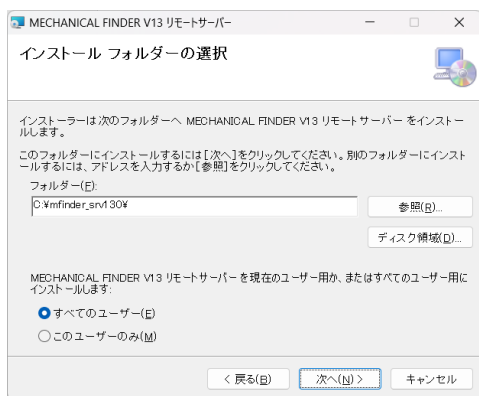 MECHANICAL FINDER V13 リモートサーバー
インストール フォルダーの選択
インストーラーは次のフォルダーへ MECHANICAL FINDER V13 リモートサーバー をインストー
ルします。
このフォルダーにインストールするには[次へ]をクリックしてください。別のフォルダーにインスト
ールするには、アドレスを入力するか[参照]をクリックしてください。
フォルダー(F):
C:¥mfinder_srv130¥
参照(R)...
ディスク領域(D)...
MECHANICAL FINDER V13 リモートサーバー を現在のユーザー用か、またはすべてのユーザー用に
インストールします:
すべてのユーザー(E)
このユーザーのみ(M)
< 戻る(B)
次へ(N) >
キャンセル